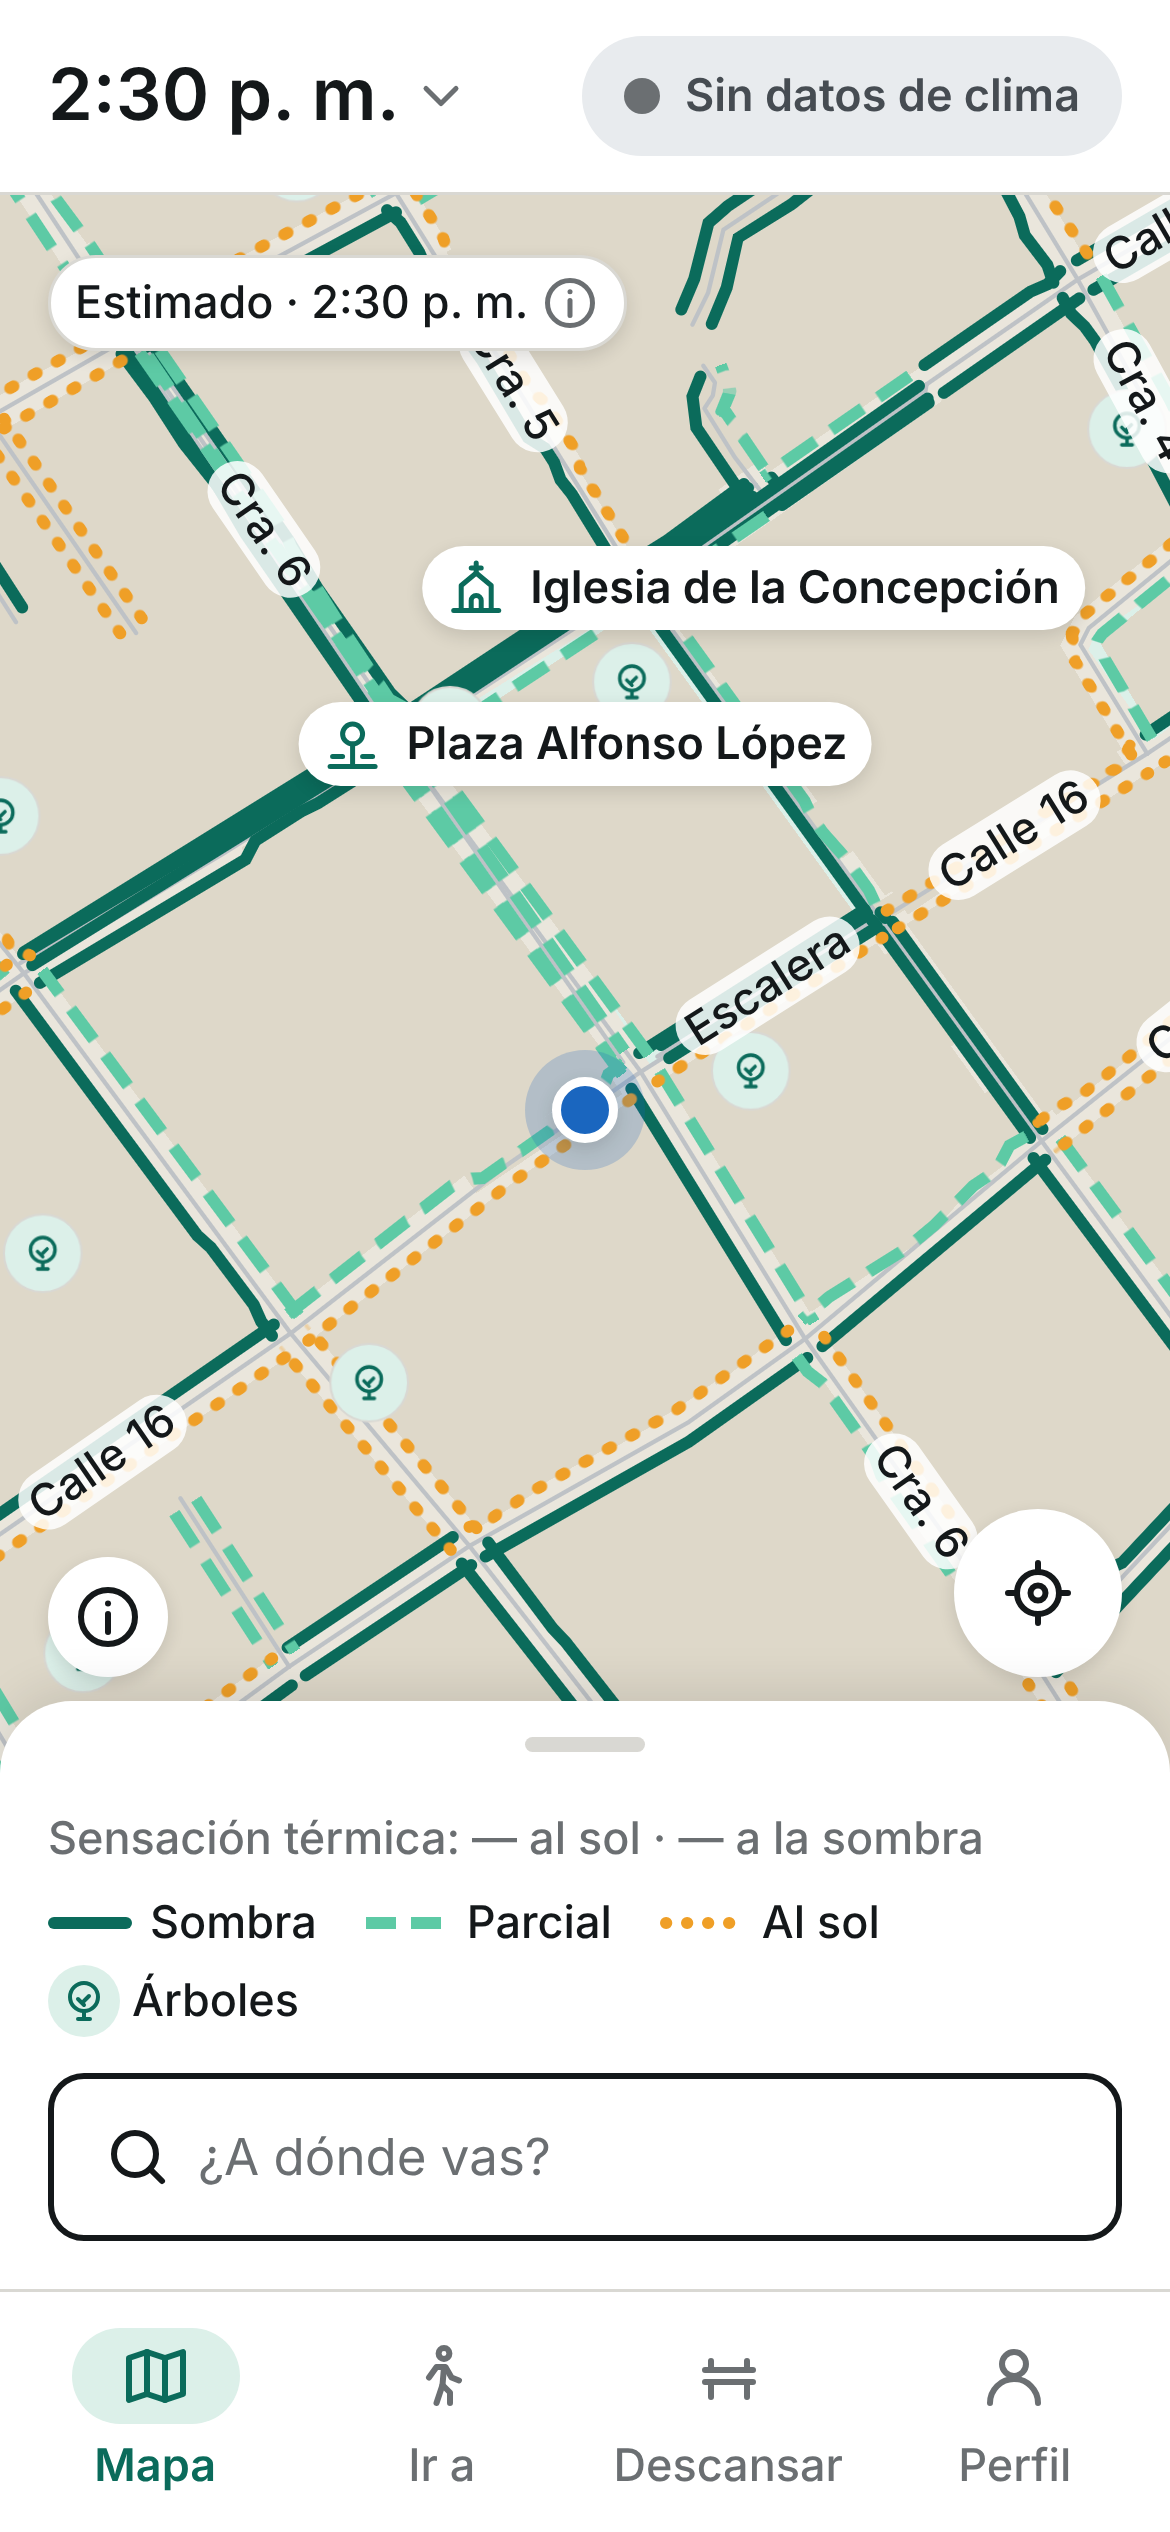 2:30 p. m.
Sin datos de clima
Estimado · 2:30 p. m.
Cra. 5
Cra. 6
Cra. 4
Iglesia de la Concepción
Plaza Alfonso López
Calle 16
Escalera
Calle 16
Cra. 6
Sensación térmica: — al sol · — a la sombra
Sombra
Parcial
Al sol
Árboles
¿A dónde vas?
Mapa
Ir a
Descansar
Perfil